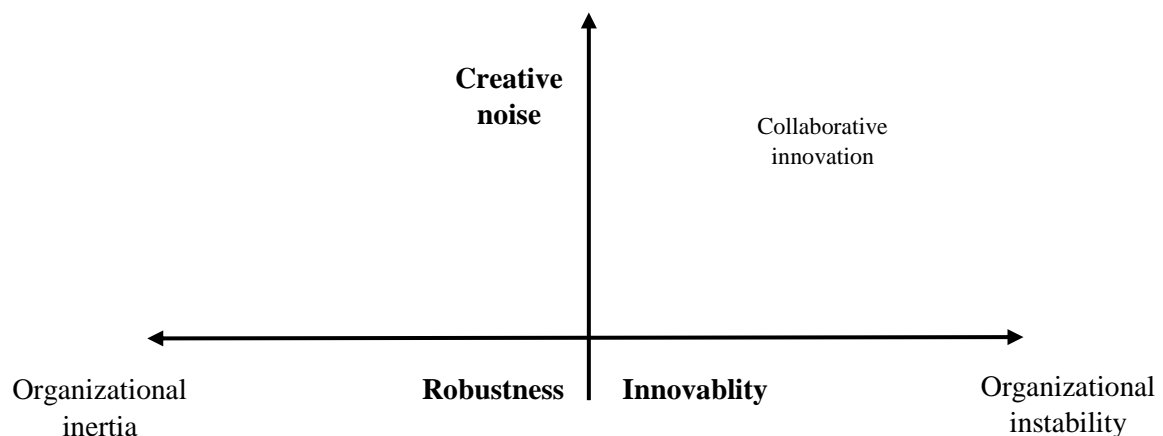 Creative
noise
Collaborative
innovation
Organizational
inertia
Robustness
Innovablity
Organizational
instability